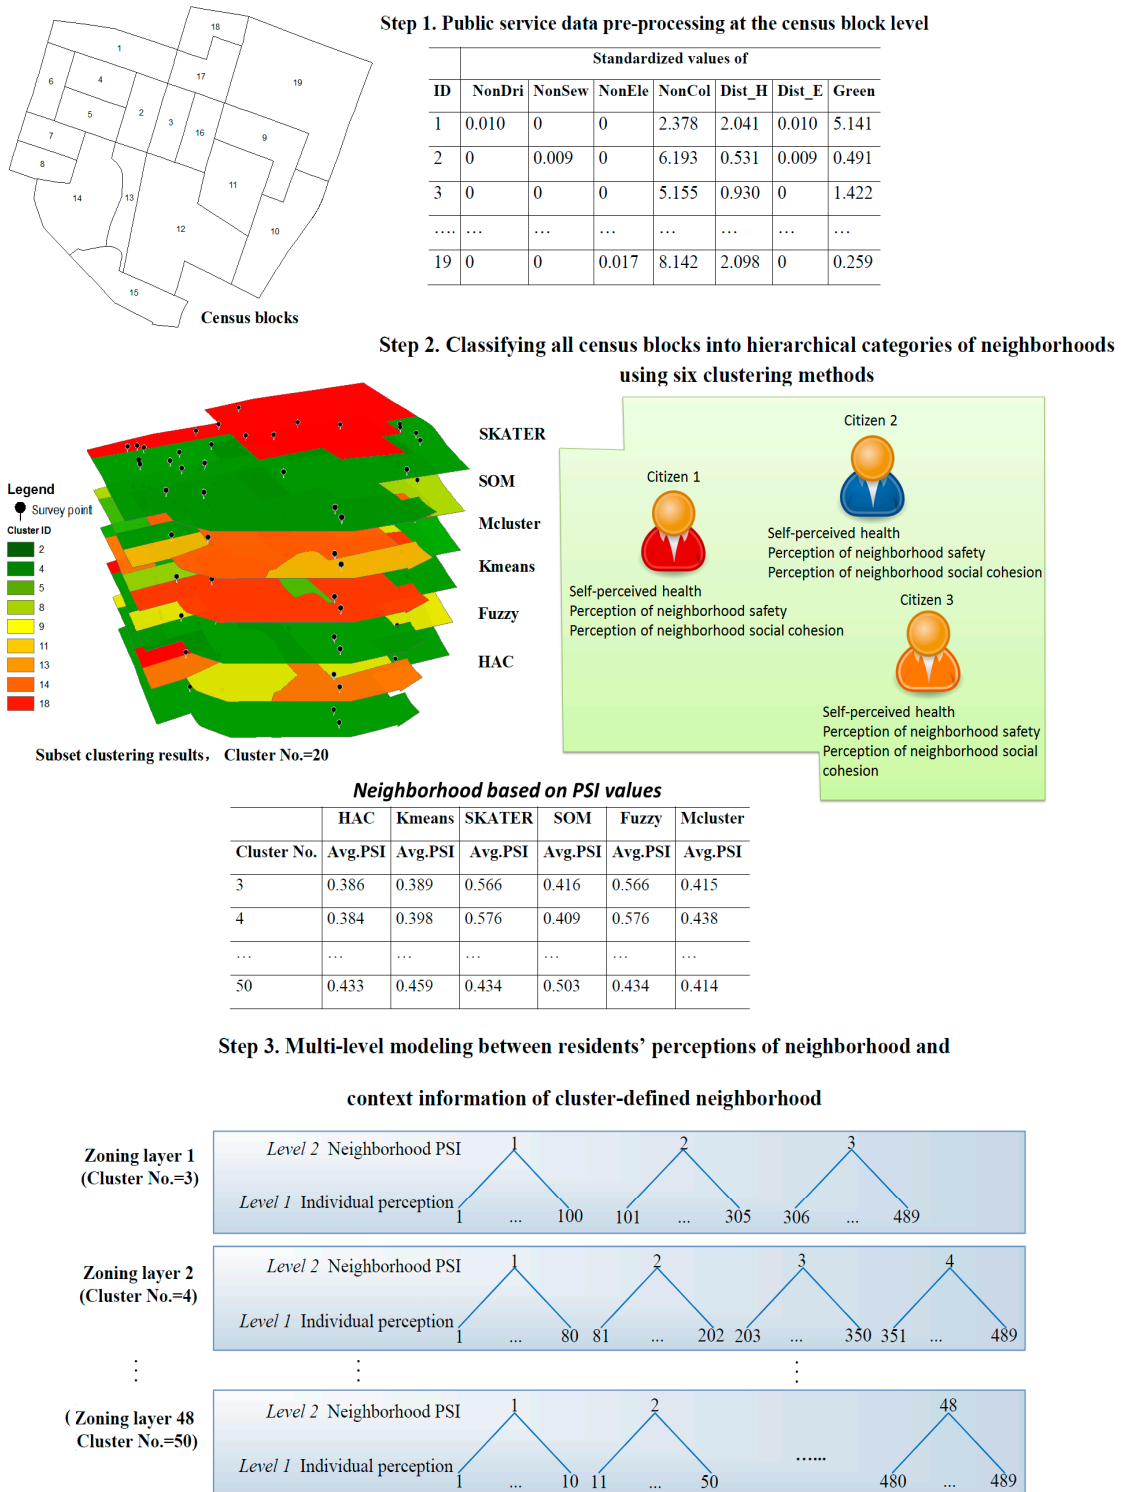 Step 1. Public service data pre-processing at the census block level
18
1
17
19
6
4
2
3
16
9
5
7
8
11
14
13
12
10
15
Census blocks
Standardized values of
ID NonDri NonSew NonEle NonCol Dist_H Dist_E Green
1 0.010 0 0 2.378 2.041 0.010 5.141
2 0 0.009 0 6.193 0.531 0.009 0.491
3 0 0 0 5.155 0.930 0 1.422
.... … … … … … … …
19 0 0 0.017 8.142 2.098 0 0.259
Step 2. Classifying all census blocks into hierarchical categories of neighborhoods
using six clustering methods
SKATER
SOM
Mcluster
Kmeans
Fuzzy
HAC
Legend
Survey point
Cluster ID
2
4
5
8
9
11
13
14
18
Subset clustering results， Cluster No.=20
Citizen 1
Self-perceived health
Perception of neighborhood safety
Perception of neighborhood social cohesion
Citizen 2
Self-perceived health
Perception of neighborhood safety
Perception of neighborhood social cohesion
Citizen 3
Self-perceived health
Perception of neighborhood safety
Perception of neighborhood social
cohesion
Neighborhood based on PSI values
HAC Kmeans SKATER SOM Fuzzy Mcluster
Cluster No. Avg.PSI Avg.PSI Avg.PSI Avg.PSI Avg.PSI Avg.PSI
3 0.386 0.389 0.566 0.416 0.566 0.415
4 0.384 0.398 0.576 0.409 0.576 0.438
… … … … … … …
50 0.433 0.459 0.434 0.503 0.434 0.414
Step 3. Multi-level modeling between residents’ perceptions of neighborhood and
context information of cluster-defined neighborhood
Zoning layer 1
(Cluster No.=3)
Level 2 Neighborhood PSI 1 2 3
Level 1 Individual perception 1 ... 100 101 ... 305 306 ... 489
Zoning layer 2
(Cluster No.=4)
Level 2 Neighborhood PSI 1 2 3 4
Level 1 Individual perception 1 ... 80 81 ... 202 203 ... 350 351 ... 489
⋮ ⋮ ⋮
( Zoning layer 48
Cluster No.=50)
Level 2 Neighborhood PSI 1 2 48
Level 1 Individual perception 1 ... 10 11 ... 50 ...... 480 ... 489